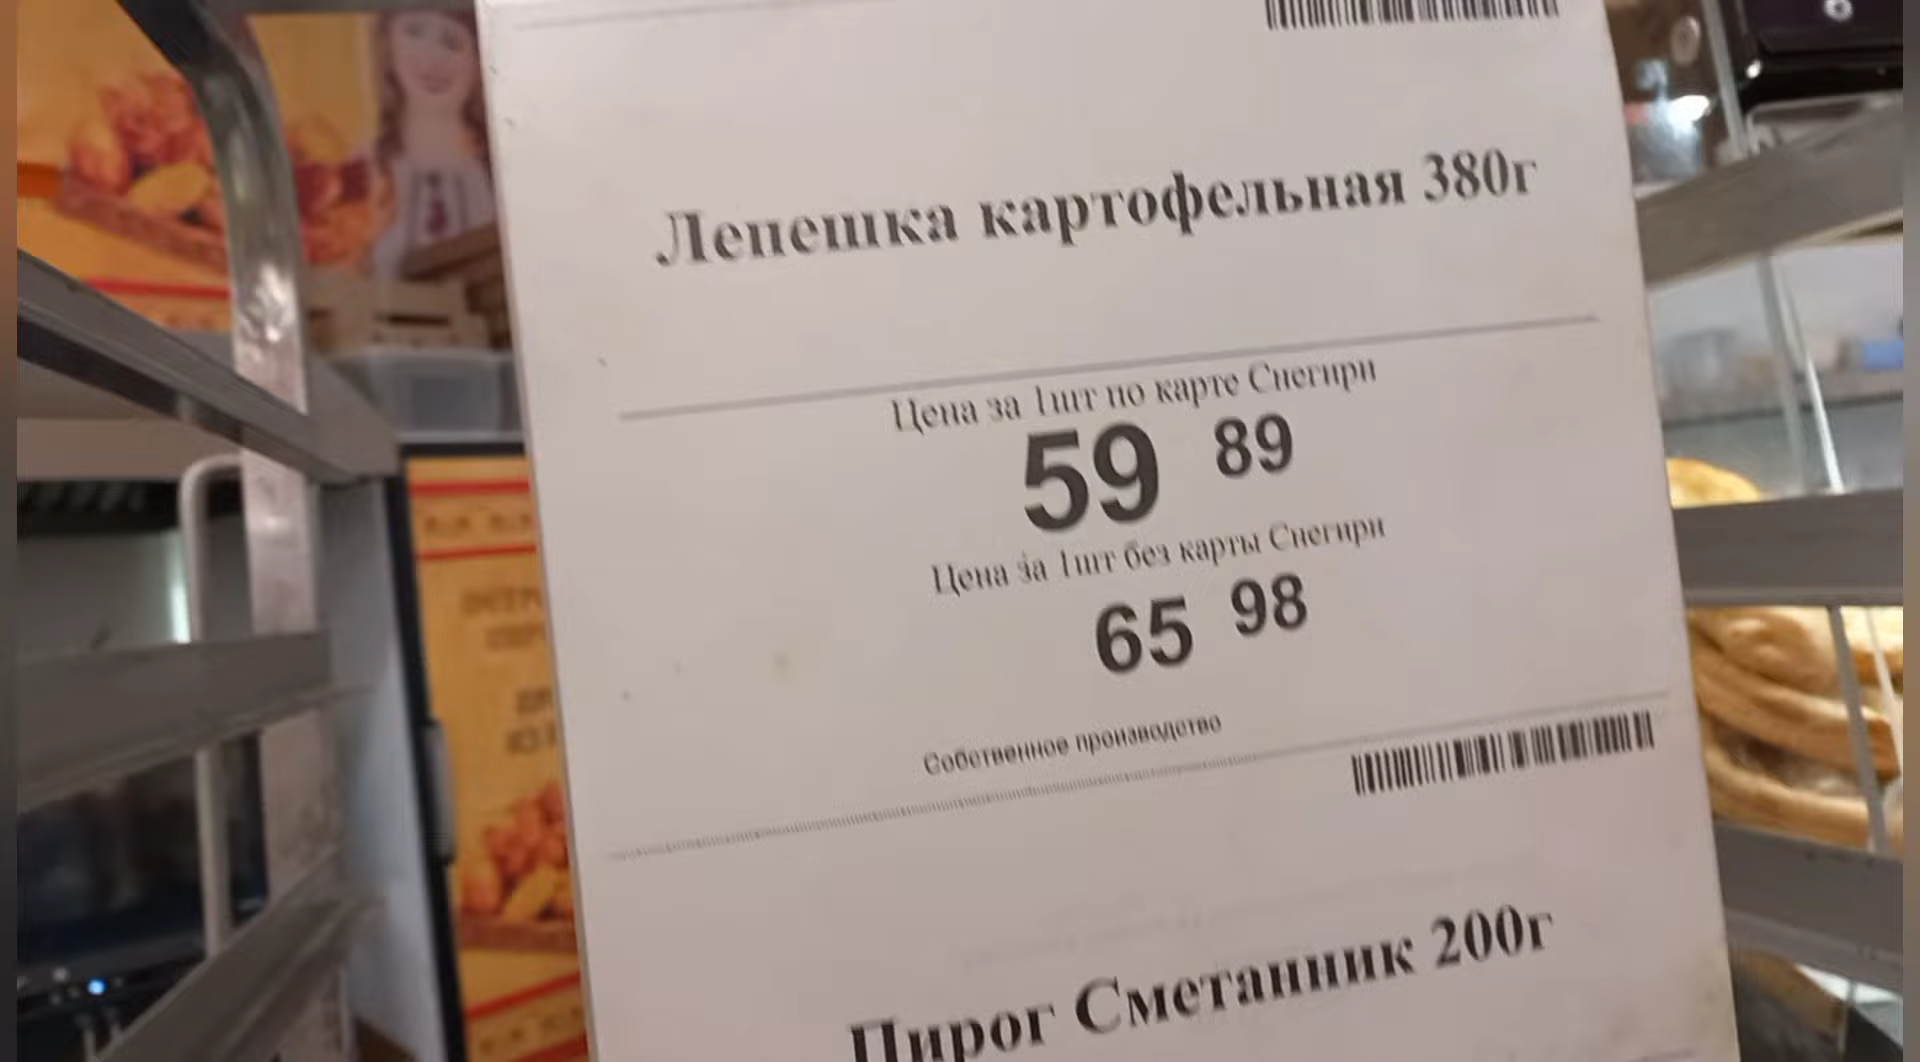 Лепешка картофельная 380г
Цена за 1шт по карте Снегири
59 89
Цена за 1шт без карты Снегири
65 98
Собственное производство
Пирог Сметанник 200г